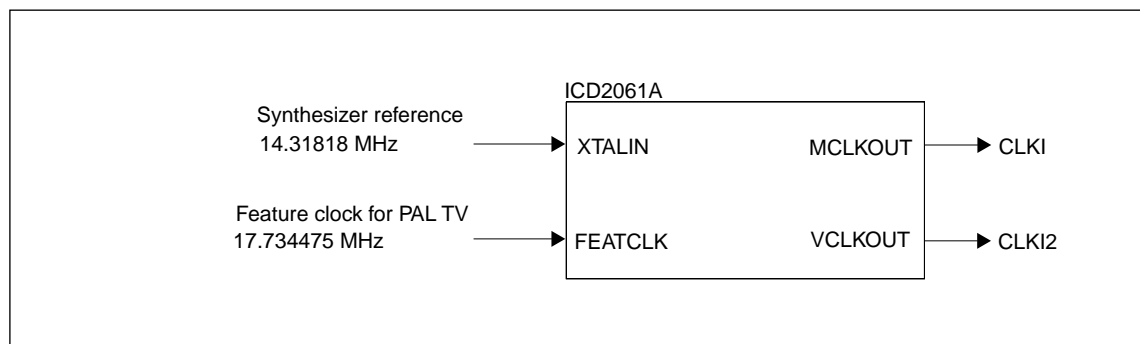 ICD2061A
Synthesizer reference
14.31818 MHz
XTALIN
MCLKOUT
CLKI
Feature clock for PAL TV
17.734475 MHz
FEATCLK
VCLKOUT
CLKI2